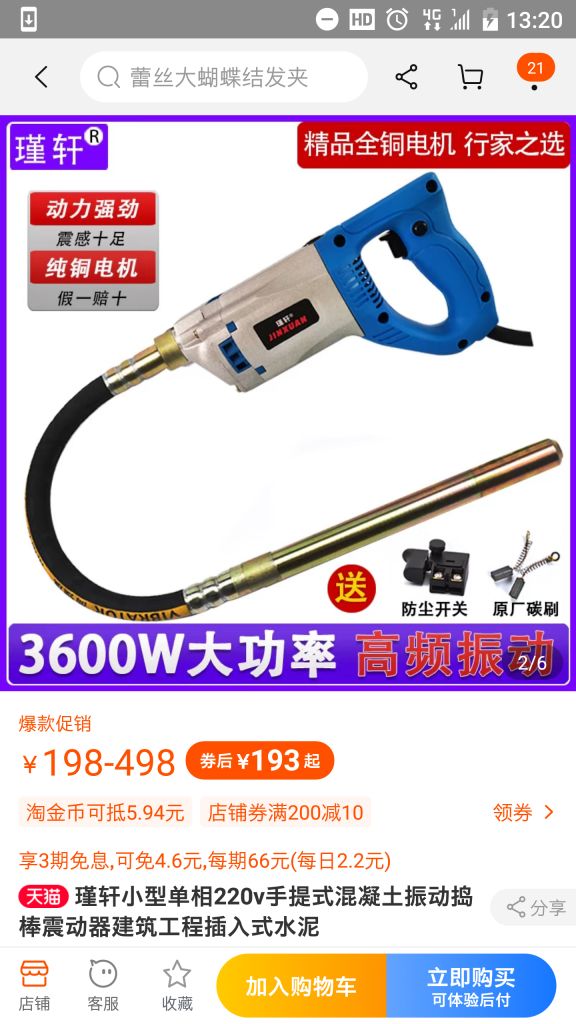 HD 4G 13:20
蕾丝大蝴蝶结发夹
21
瑾轩®
精品全铜电机 行家之选
动力强劲
震感十足
纯铜电机
假一赔十
瑾轩®
JINXUAN
VIBRATOR
送
防尘开关
原厂碳刷
3600W大功率 高频振动
2/6
爆款促销
¥198-498 券后¥193起
淘金币可抵5.94元 店铺券满200减10 领券
享3期免息,可免4.6元,每期66元(每日2.2元)
天猫 瑾轩小型单相220v手提式混凝土振动捣
棒震动器建筑工程插入式水泥
分享
店铺
客服
收藏
加入购物车
立即购买
可体验后付